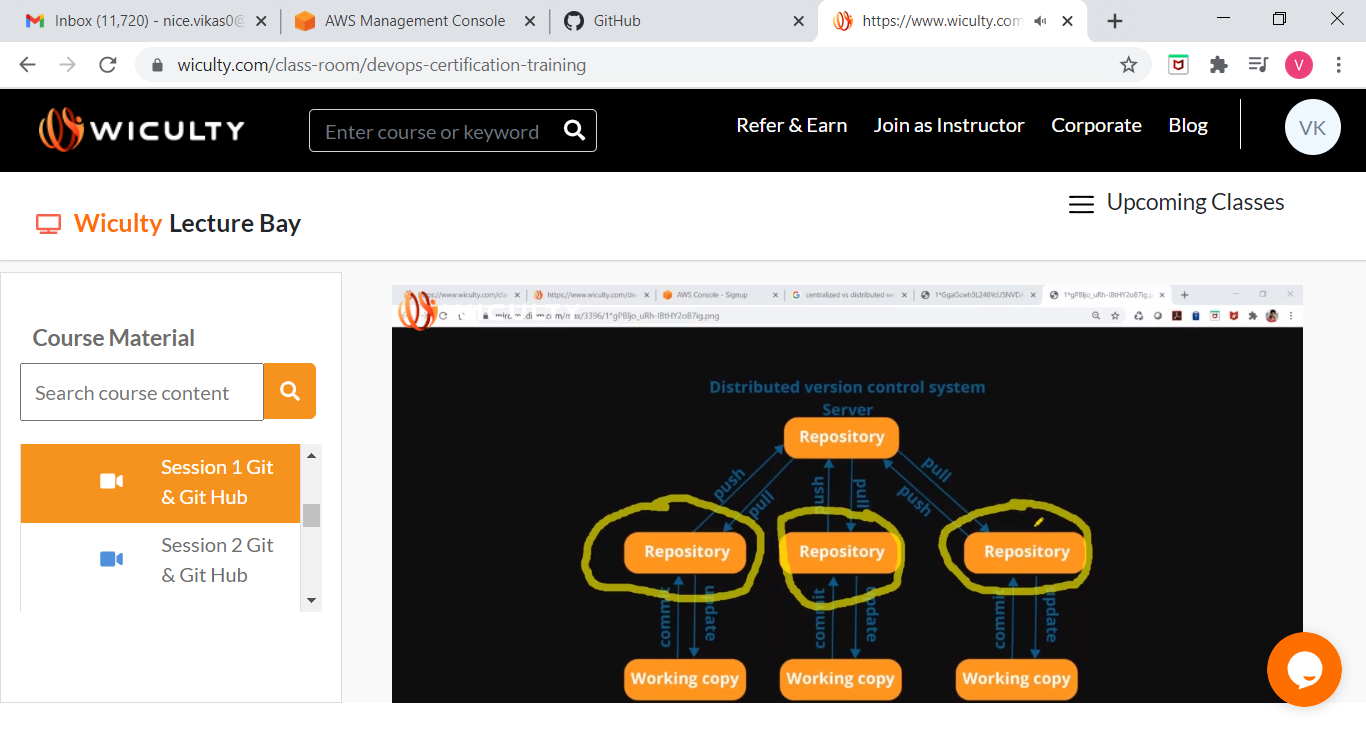 Inbox (11,720) - nice.vikas0@
AWS Management Console
GitHub
https://www.wiculty.com
wiculty.com/class-room/devops-certification-training
V
WICULTY
Enter course or keyword
Refer & Earn
Join as Instructor
Corporate
Blog
VK
Wiculty Lecture Bay
Upcoming Classes
Course Material
Search course content
Session 1 Git
& Git Hub
Session 2 Git
& Git Hub
AWS Console - Signup
centralized vs distributed ve
Distributed version control system
Server
Repository
push
pull
push
pull
push
pull
Repository
Repository
Repository
commit
update
commit
update
commit
update
Working copy
Working copy
Working copy